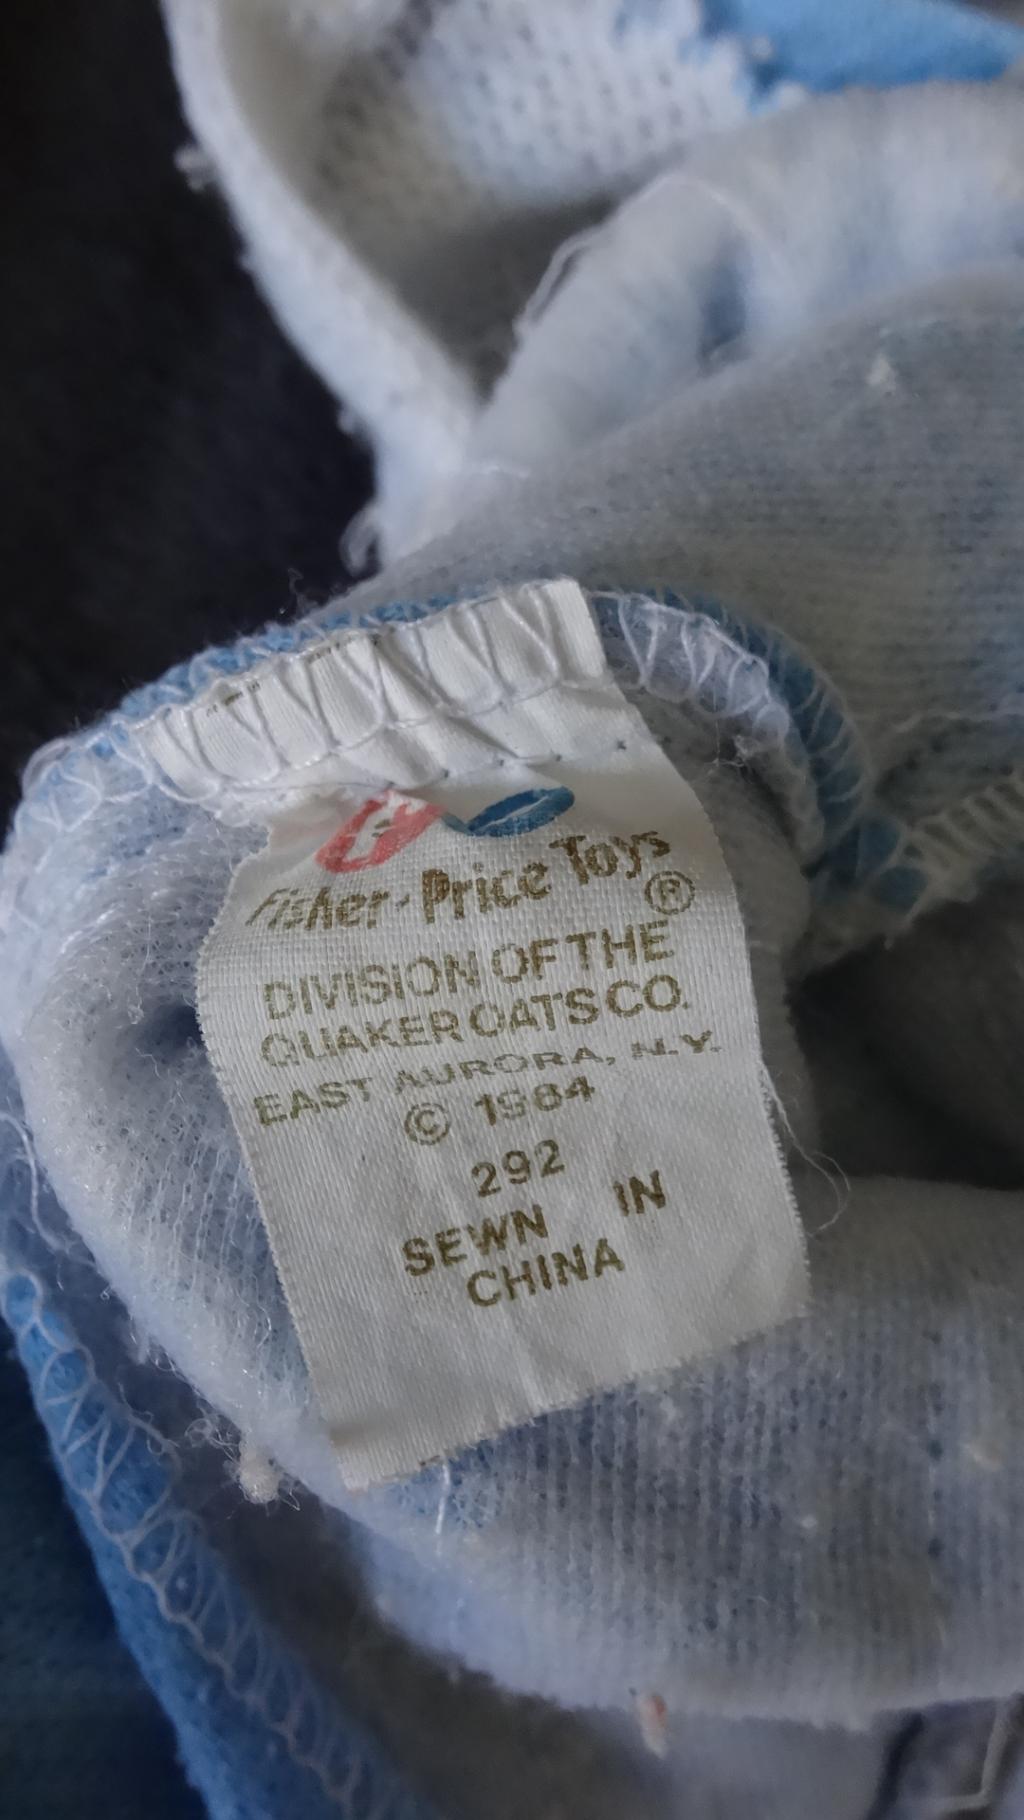 Fisher-Price Toys ®
DIVISION OF THE
QUAKER OATS CO.
EAST AURORA, N.Y.
© 1984
292
SEWN IN
CHINA